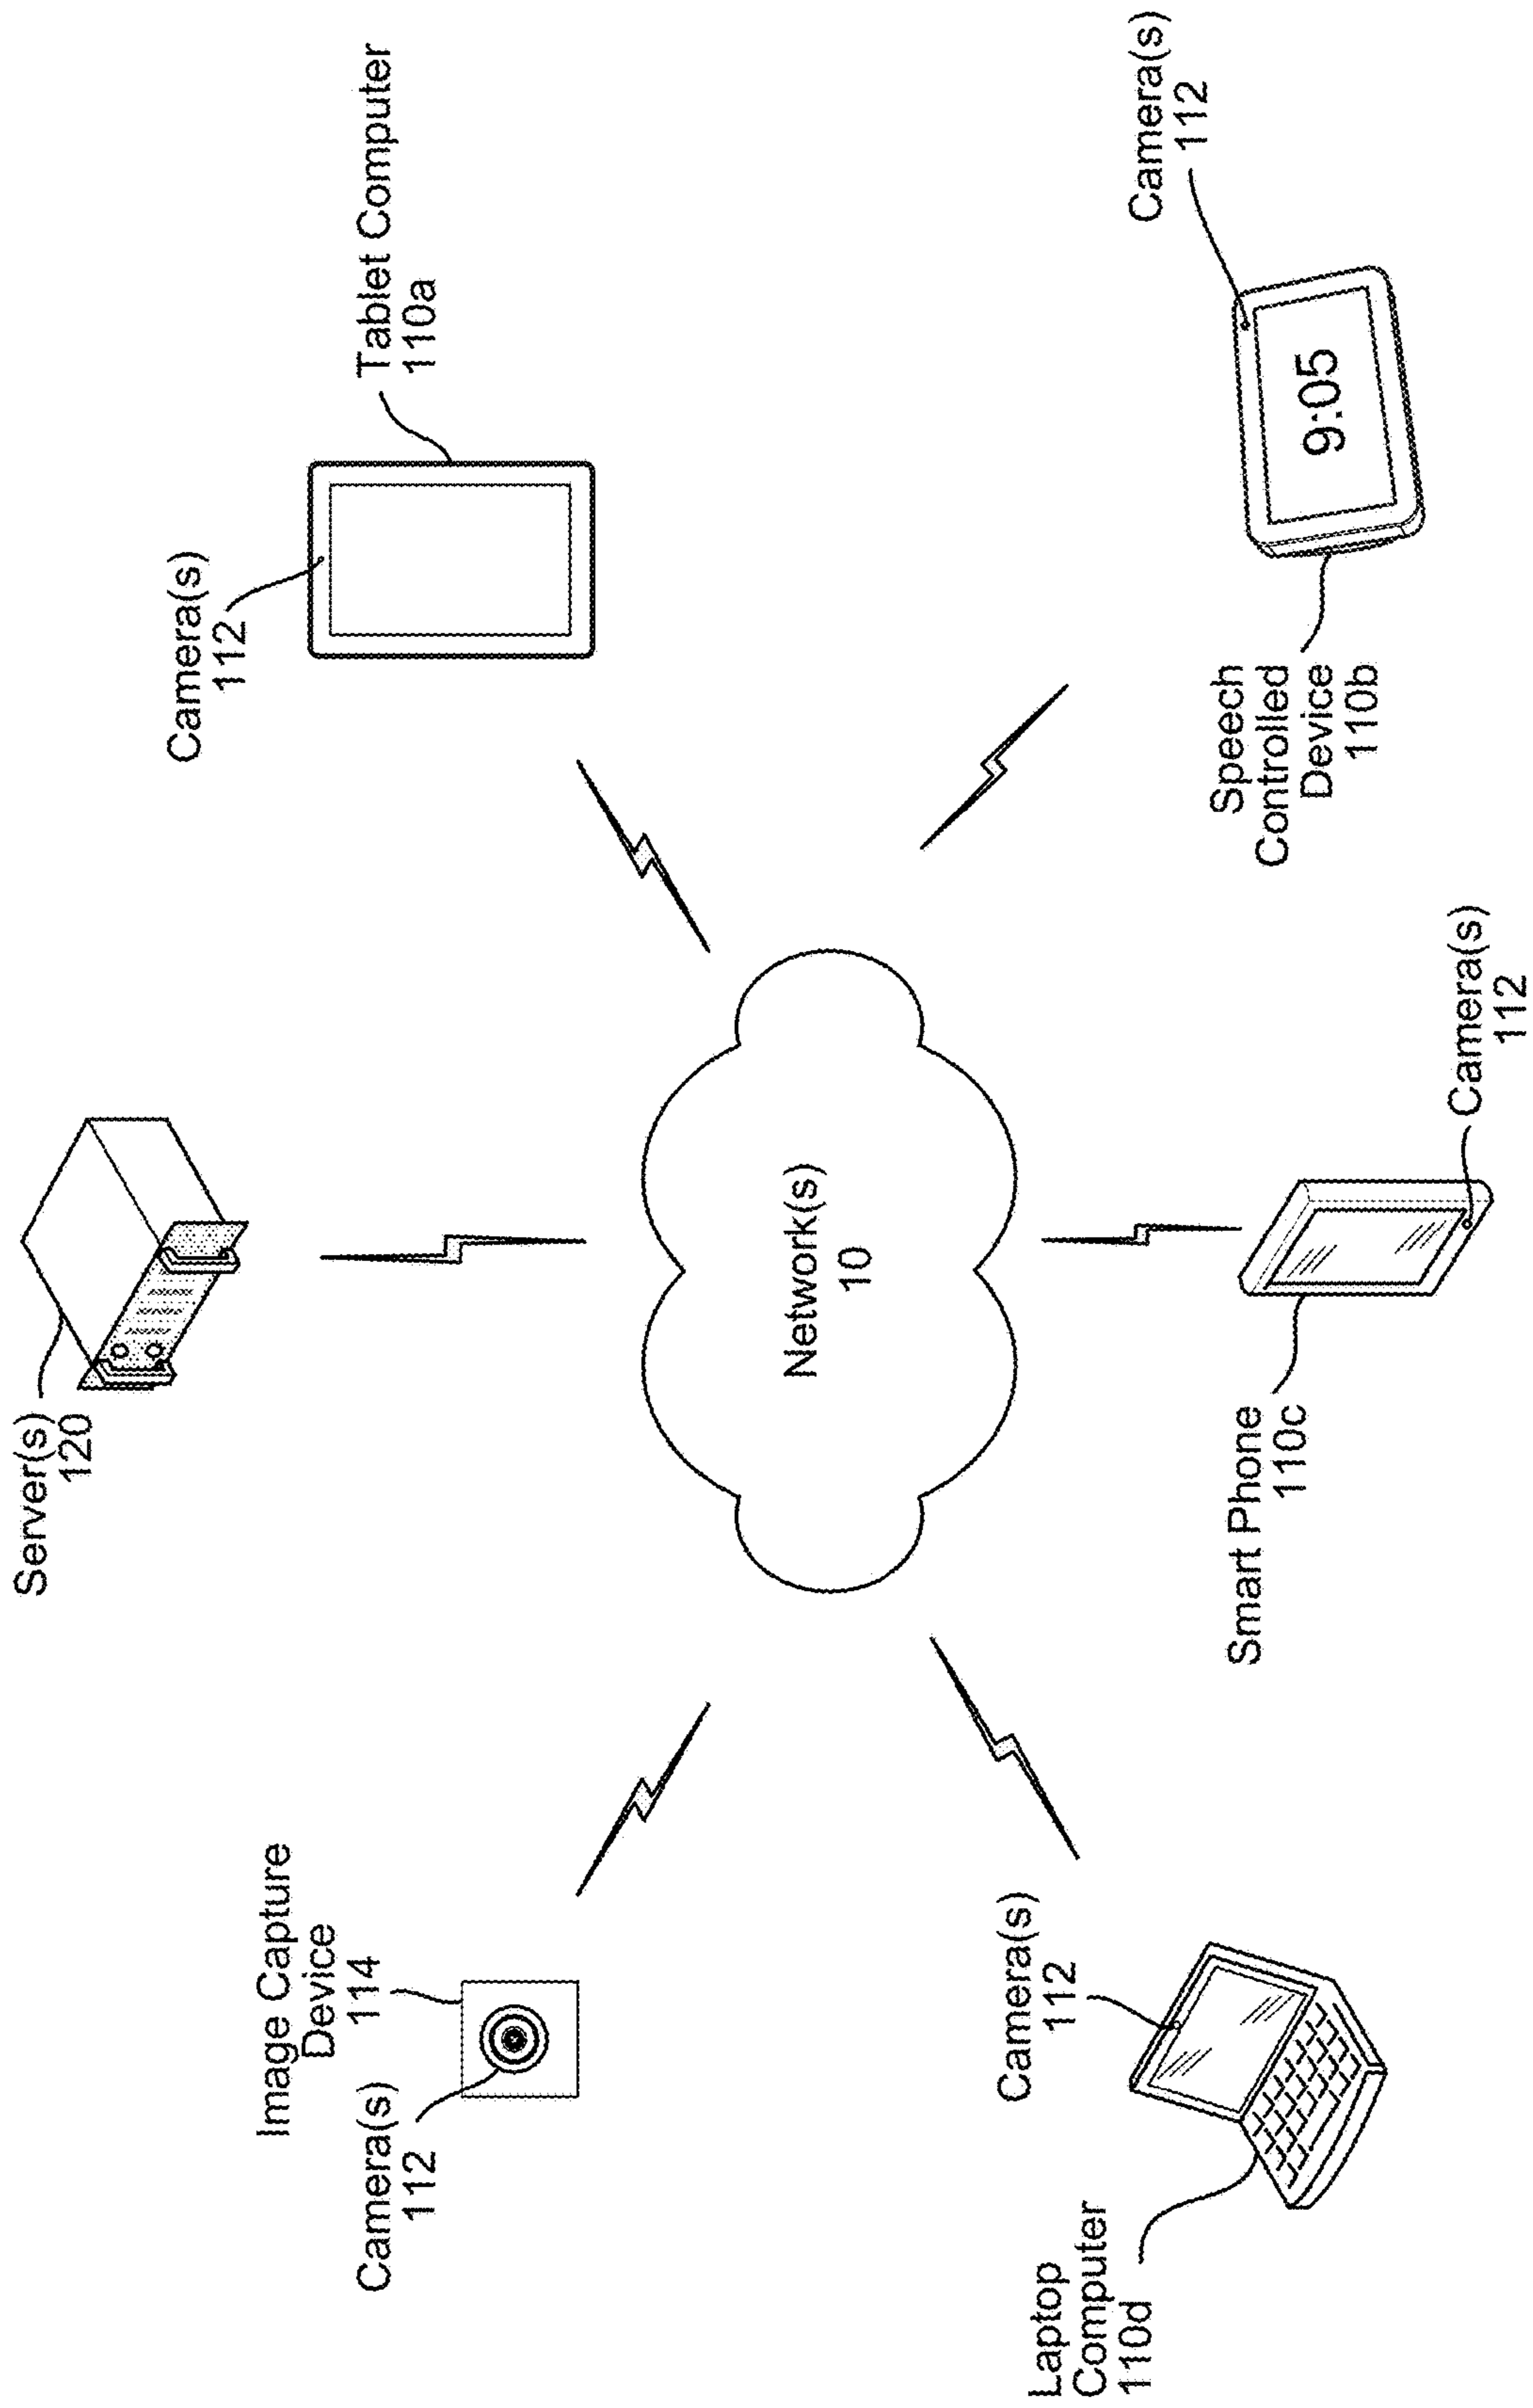 Server(s)
120
Image Capture
Device
114
Camera(s)
112
Camera(s)
112
Tablet Computer
110a
Network(s)
10
Camera(s)
112
Laptop
Computer
110d
Smart Phone
110c
Camera(s)
112
Speech
Controlled
Device
110b
Camera(s)
112
9:05